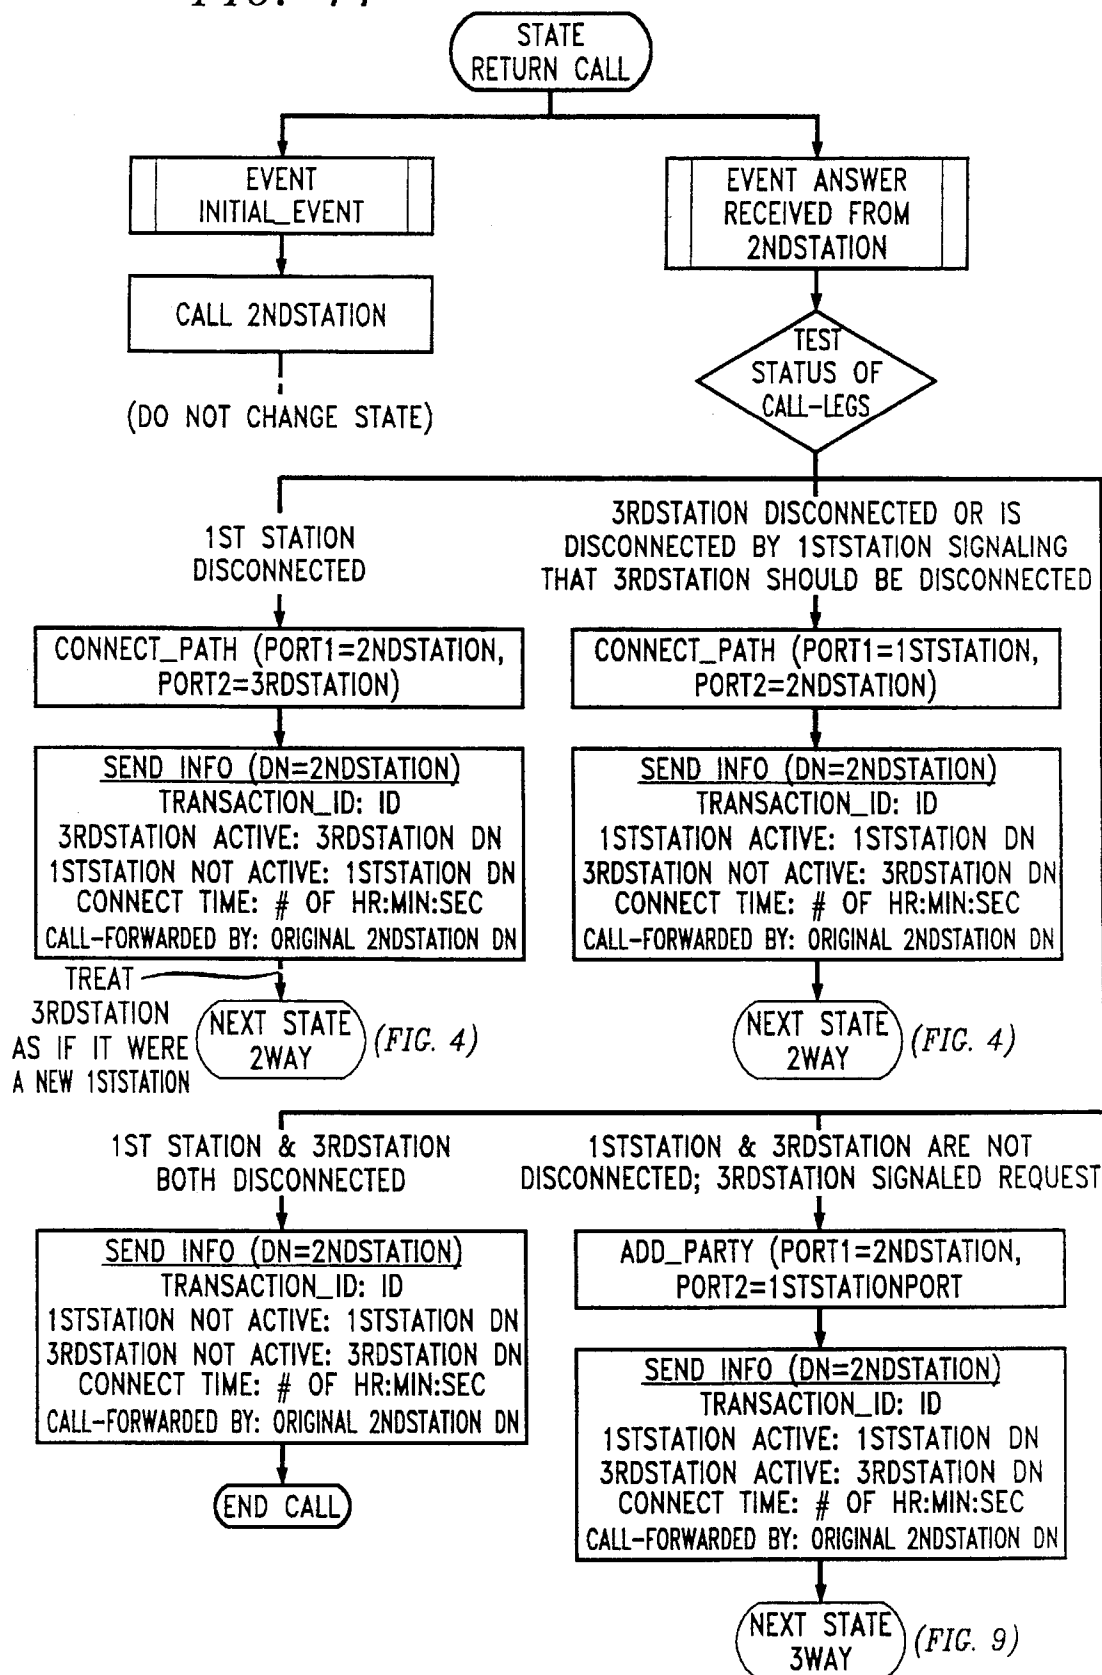 STATE
RETURN CALL
EVENT
INITIAL_EVENT
EVENT ANSWER
RECEIVED FROM
2NDSTATION
CALL 2NDSTATION
(DO NOT CHANGE STATE)
TEST
STATUS OF
CALL-LEGS
1ST STATION
DISCONNECTED
3RDSTATION DISCONNECTED OR IS
DISCONNECTED BY 1STSTATION SIGNALING
THAT 3RDSTATION SHOULD BE DISCONNECTED
CONNECT_PATH (PORT1=2NDSTATION,
PORT2=3RDSTATION)
CONNECT_PATH (PORT1=1STSTATION,
PORT2=2NDSTATION)
SEND INFO (DN=2NDSTATION)
TRANSACTION_ID: ID
3RDSTATION ACTIVE: 3RDSTATION DN
1STSTATION NOT ACTIVE: 1STSTATION DN
CONNECT TIME: # OF HR:MIN:SEC
CALL-FORWARDED BY: ORIGINAL 2NDSTATION DN
SEND INFO (DN=2NDSTATION)
TRANSACTION_ID: ID
1STSTATION ACTIVE: 1STSTATION DN
3RDSTATION NOT ACTIVE: 3RDSTATION DN
CONNECT TIME: # OF HR:MIN:SEC
CALL-FORWARDED BY: ORIGINAL 2NDSTATION DN
TREAT
3RDSTATION
AS IF IT WERE
A NEW 1STSTATION
NEXT STATE
2WAY
(FIG. 4)
NEXT STATE
2WAY
(FIG. 4)
1ST STATION & 3RDSTATION
BOTH DISCONNECTED
1STSTATION & 3RDSTATION ARE NOT
DISCONNECTED; 3RDSTATION SIGNALED REQUEST
SEND INFO (DN=2NDSTATION)
TRANSACTION_ID: ID
1STSTATION NOT ACTIVE: 1STSTATION DN
3RDSTATION NOT ACTIVE: 3RDSTATION DN
CONNECT TIME: # OF HR:MIN:SEC
CALL-FORWARDED BY: ORIGINAL 2NDSTATION DN
END CALL
ADD_PARTY (PORT1=2NDSTATION,
PORT2=1STSTATIONPORT
SEND INFO (DN=2NDSTATION)
TRANSACTION_ID: ID
1STSTATION ACTIVE: 1STSTATION DN
3RDSTATION ACTIVE: 3RDSTATION DN
CONNECT TIME: # OF HR:MIN:SEC
CALL-FORWARDED BY: ORIGINAL 2NDSTATION DN
NEXT STATE
3WAY
(FIG. 9)